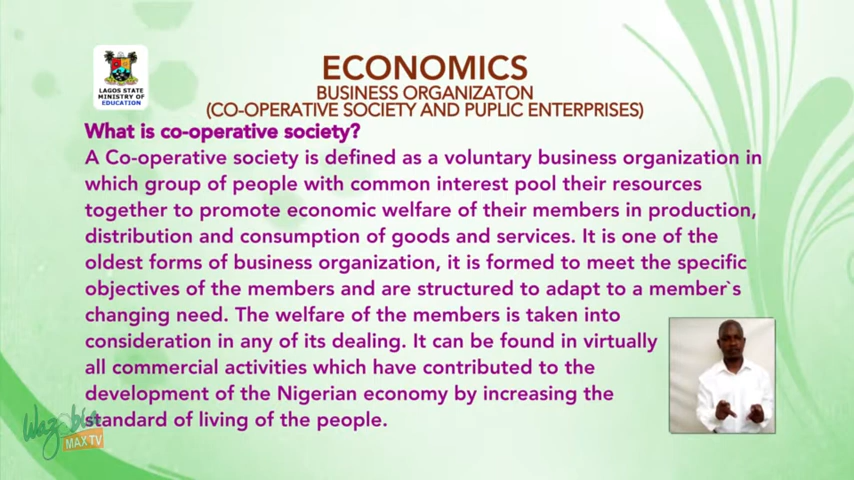 LAGOS STATE
MINISTRY OF
EDUCATION
ECONOMICS
BUSINESS ORGANIZATON
(CO-OPERATIVE SOCIETY AND PUPLIC ENTERPRISES)
What is co-operative society?
A Co-operative society is defined as a voluntary business organization in
which group of people with common interest pool their resources
together to promote economic welfare of their members in production,
distribution and consumption of goods and services. It is one of the
oldest forms of business organization, it is formed to meet the specific
objectives of the members and are structured to adapt to a member`s
changing need. The welfare of the members is taken into
consideration in any of its dealing. It can be found in virtually
all commercial activities which have contributed to the
development of the Nigerian economy by increasing the
standard of living of the people.
Wazobia
MAX TV